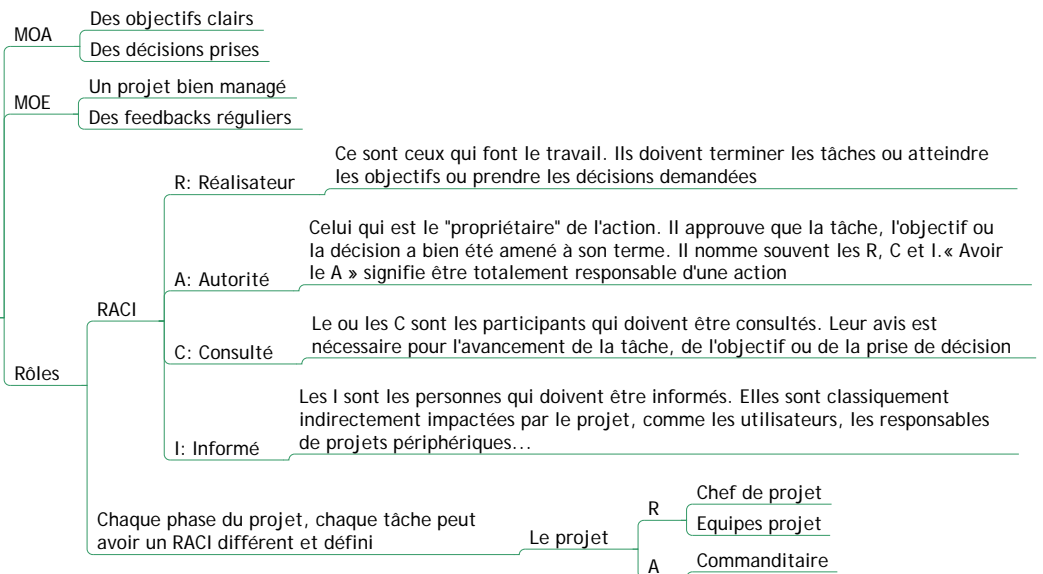 MOA
Des objectifs clairs
Des décisions prises
MOE
Un projet bien managé
Des feedbacks réguliers
Rôles
RACI
R: Réalisateur
Ce sont ceux qui font le travail. Ils doivent terminer les tâches ou atteindre
les objectifs ou prendre les décisions demandées
A: Autorité
Celui qui est le "propriétaire" de l'action. Il approuve que la tâche, l'objectif ou
la décision a bien été amené à son terme. Il nomme souvent les R, C et I.« Avoir
le A » signifie être totalement responsable d'une action
C: Consulté
Le ou les C sont les participants qui doivent être consultés. Leur avis est
nécessaire pour l'avancement de la tâche, de l'objectif ou de la prise de décision
I: Informé
Les I sont les personnes qui doivent être informés. Elles sont classiquement
indirectement impactées par le projet, comme les utilisateurs, les responsables
de projets périphériques...
Chaque phase du projet, chaque tâche peut
avoir un RACI différent et défini
Le projet
R
Chef de projet
Equipes projet
A
Commanditaire